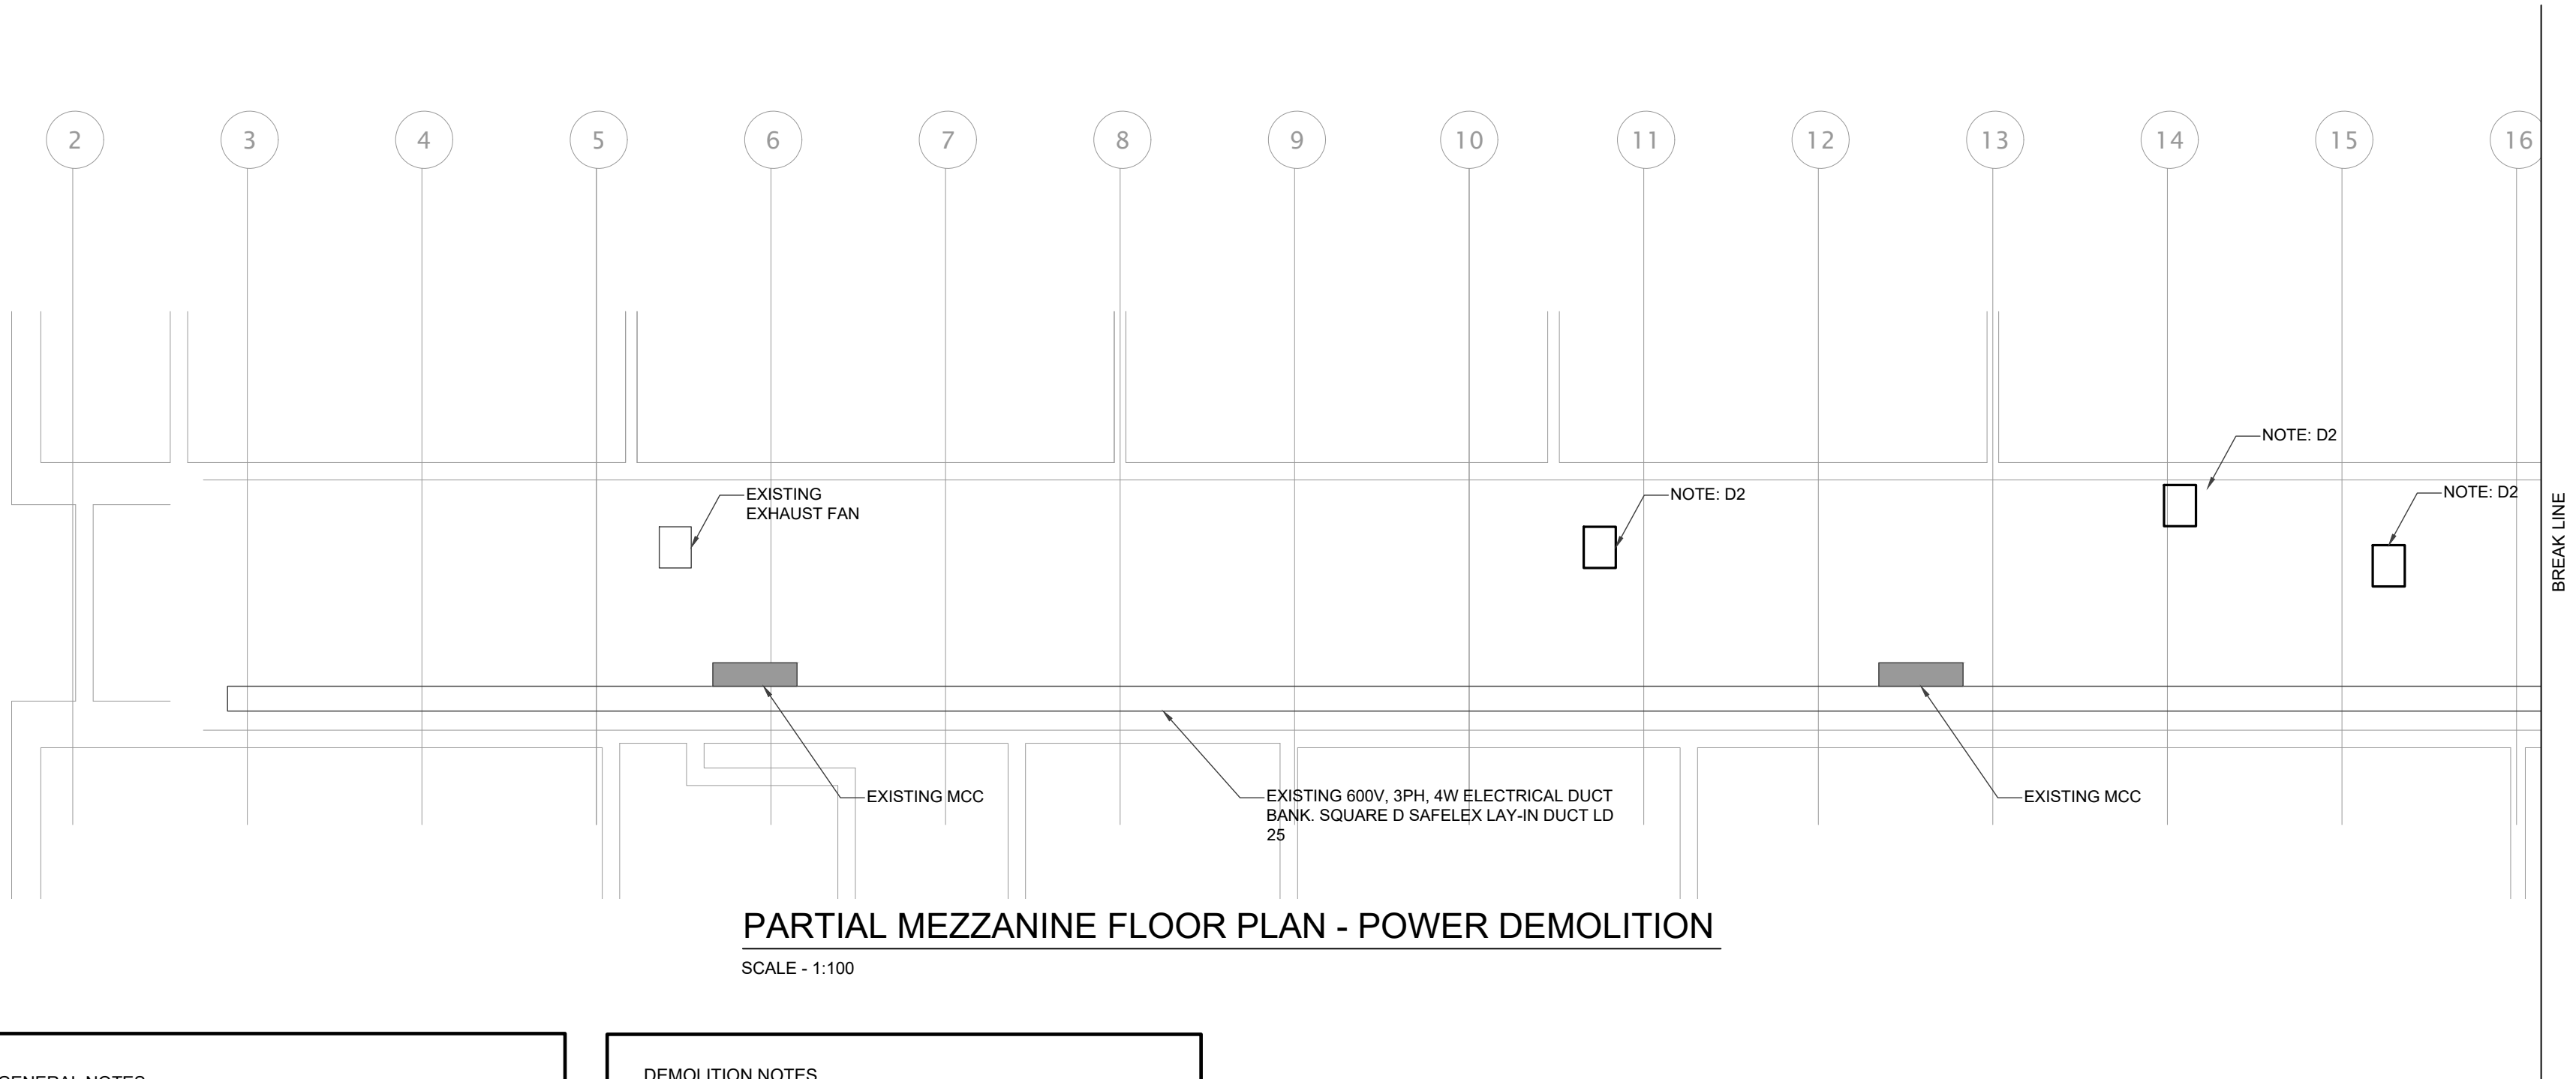 2 3 4 5 6 7 8 9 10 11 12 13 14 15 16
NOTE: D2
EXISTING
EXHAUST FAN
NOTE: D2
NOTE: D2
BREAK LINE
EXISTING MCC
EXISTING 600V, 3PH, 4W ELECTRICAL DUCT
BANK. SQUARE D SAFELEX LAY-IN DUCT LD
25
EXISTING MCC
PARTIAL MEZZANINE FLOOR PLAN - POWER DEMOLITION
SCALE - 1:100
GENERAL NOTES
DEMOLITION NOTES